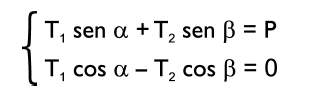 T₁ sen α + T₂ sen β = P
T₁ cos α – T₂ cos β = 0